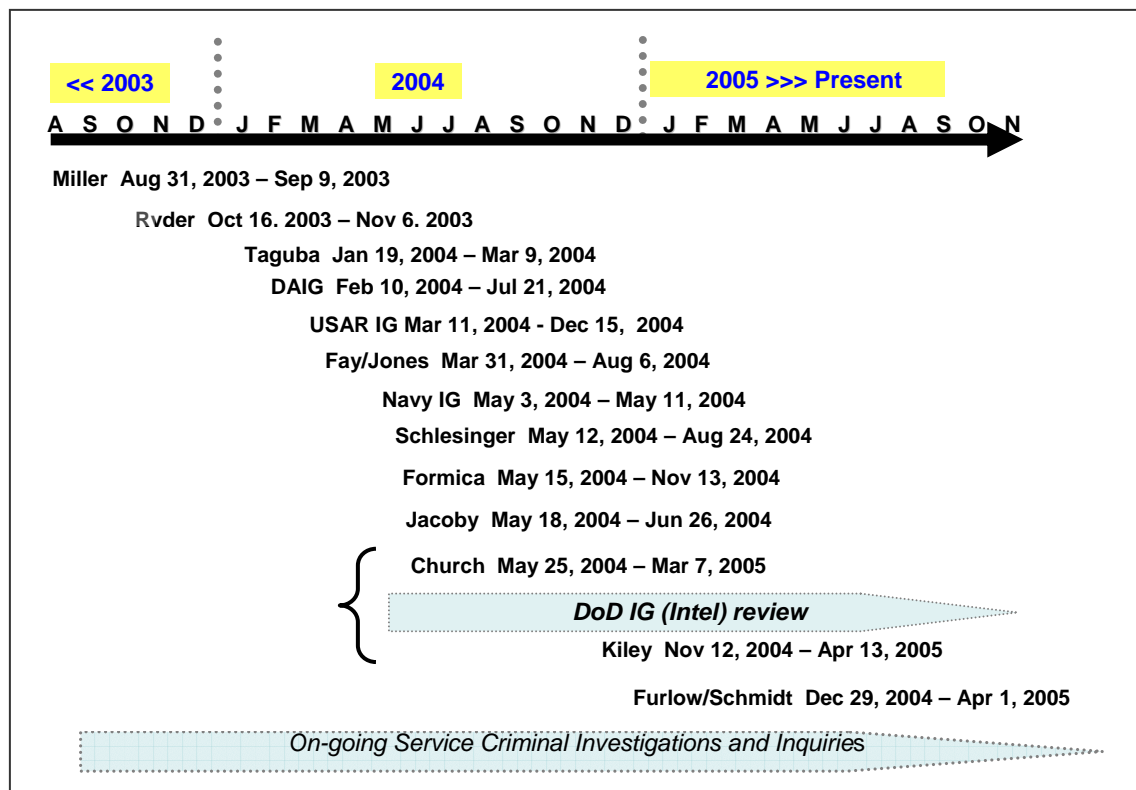 << 2003 2004 2005 >>> Present
A S O N D J F M A M J J A S O N D J F M A M J J A S O N
Miller Aug 31, 2003 – Sep 9, 2003
Rvder Oct 16. 2003 – Nov 6. 2003
Taguba Jan 19, 2004 – Mar 9, 2004
DAIG Feb 10, 2004 – Jul 21, 2004
USAR IG Mar 11, 2004 - Dec 15, 2004
Fay/Jones Mar 31, 2004 – Aug 6, 2004
Navy IG May 3, 2004 – May 11, 2004
Schlesinger May 12, 2004 – Aug 24, 2004
Formica May 15, 2004 – Nov 13, 2004
Jacoby May 18, 2004 – Jun 26, 2004
Church May 25, 2004 – Mar 7, 2005
DoD IG (Intel) review
Kiley Nov 12, 2004 – Apr 13, 2005
Furlow/Schmidt Dec 29, 2004 – Apr 1, 2005
On-going Service Criminal Investigations and Inquiries